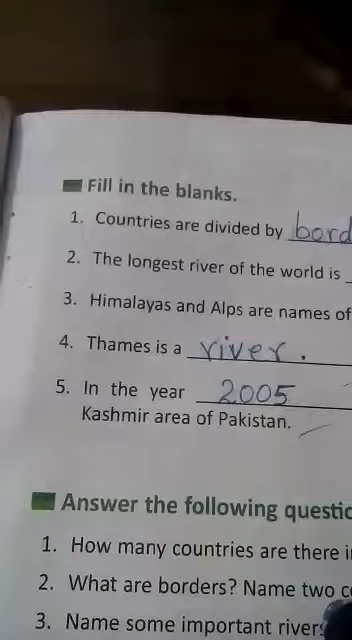 Fill in the blanks.
1. Countries are divided by bord
2. The longest river of the world is
3. Himalayas and Alps are names of
4. Thames is a river.
5. In the year 2005
Kashmir area of Pakistan.
Answer the following questio
1. How many countries are there i
2. What are borders? Name two c
3. Name some important rivers